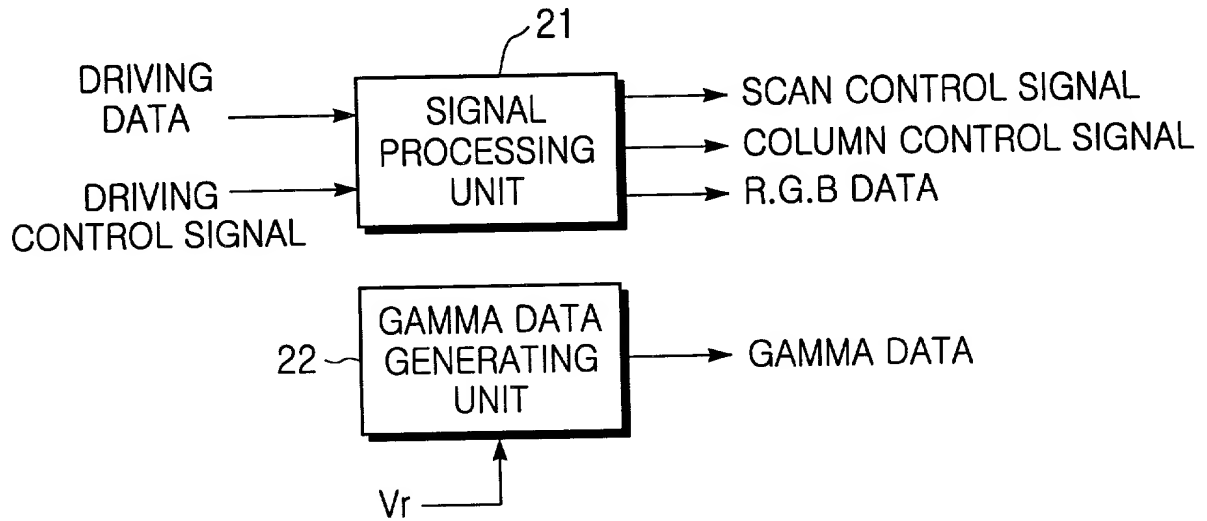 21
DRIVING
DATA
SIGNAL
PROCESSING
UNIT
SCAN CONTROL SIGNAL
COLUMN CONTROL SIGNAL
R.G.B DATA
DRIVING
CONTROL SIGNAL
22
GAMMA DATA
GENERATING
UNIT
GAMMA DATA
Vr